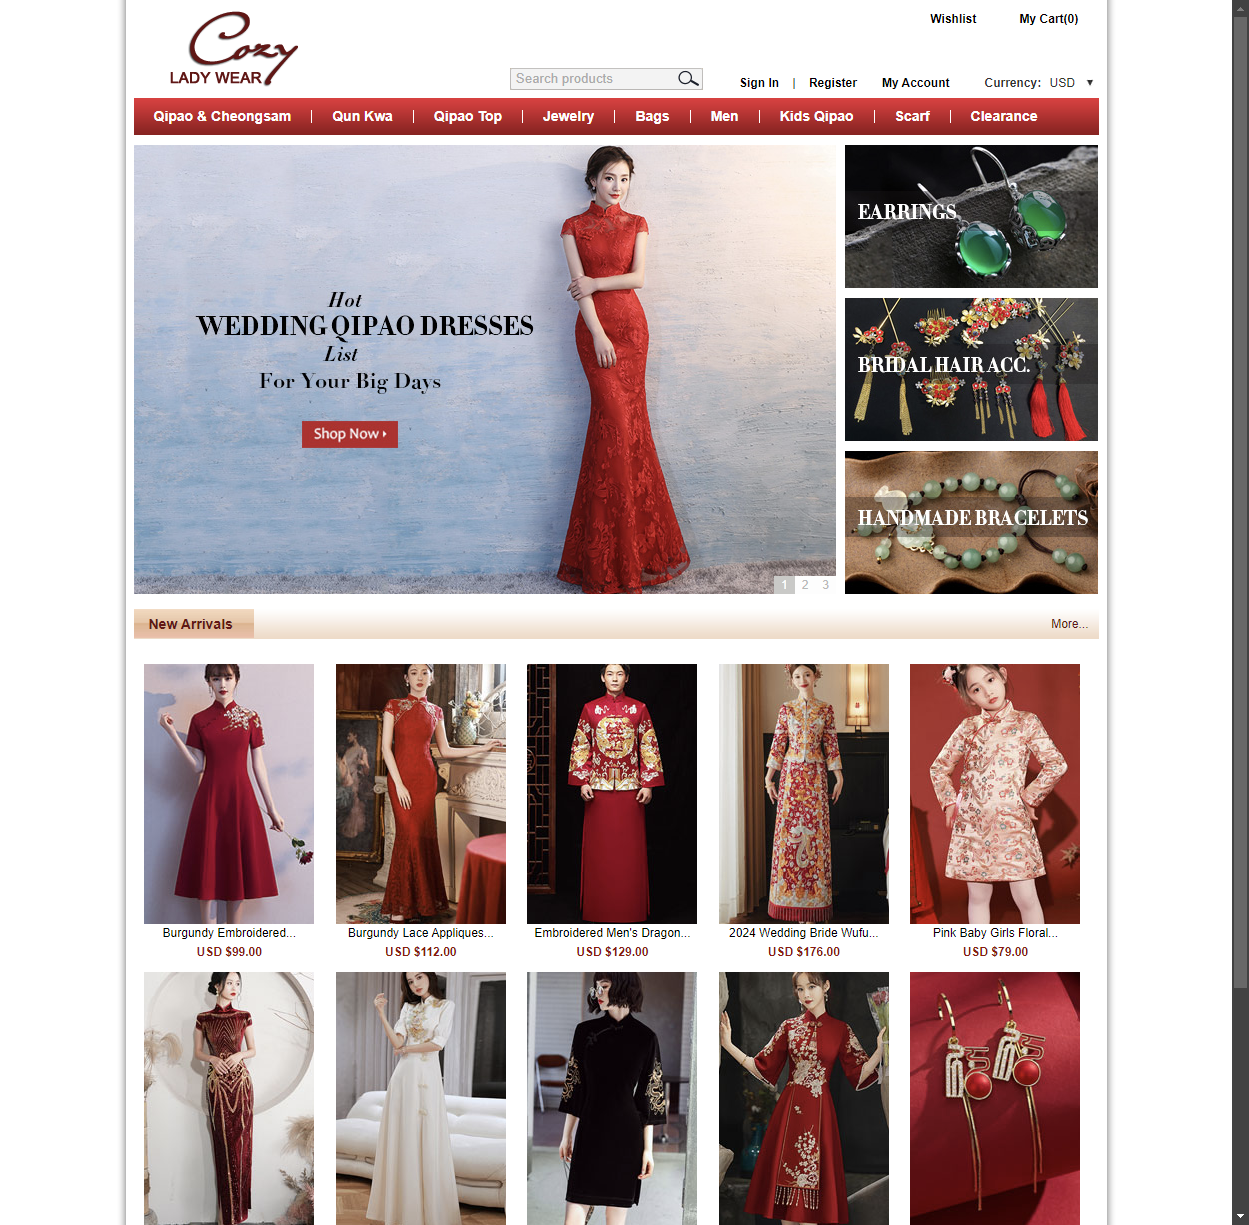 Cozy
LADY WEAR
Wishlist
My Cart(0)
Search products
Sign In | Register
My Account
Currency: USD ▼
Qipao & Cheongsam | Qun Kwa | Qipao Top | Jewelry | Bags | Men | Kids Qipao | Scarf | Clearance
Hot
WEDDING QIPAO DRESSES
List
For Your Big Days
Shop Now
1 2 3
EARRINGS
BRIDAL HAIR ACC.
HANDMADE BRACELETS
New Arrivals
More...
Burgundy Embroidered...
USD $99.00
Burgundy Lace Appliques...
USD $112.00
Embroidered Men's Dragon...
USD $129.00
2024 Wedding Bride Wufu...
USD $176.00
Pink Baby Girls Floral...
USD $79.00